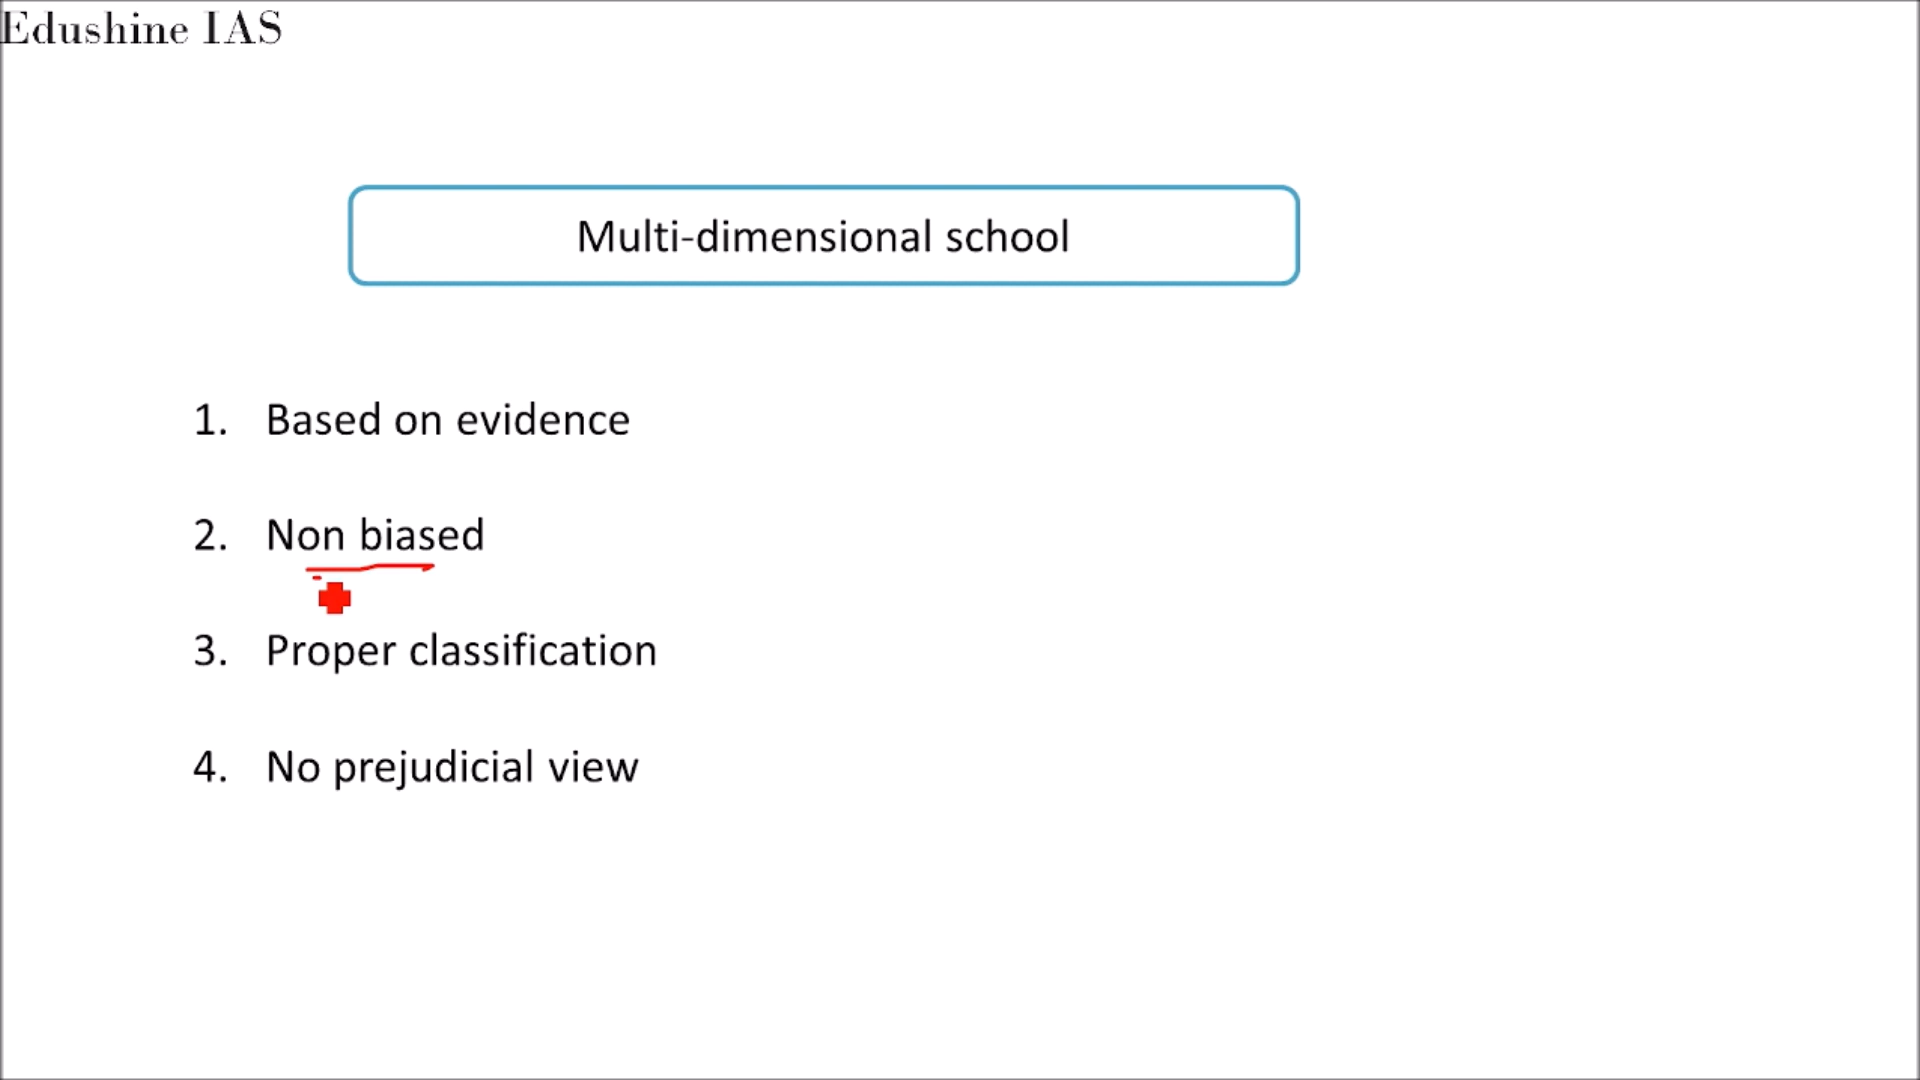 Edushine IAS
Multi-dimensional school
1. Based on evidence
2. Non biased
3. Proper classification
4. No prejudicial view